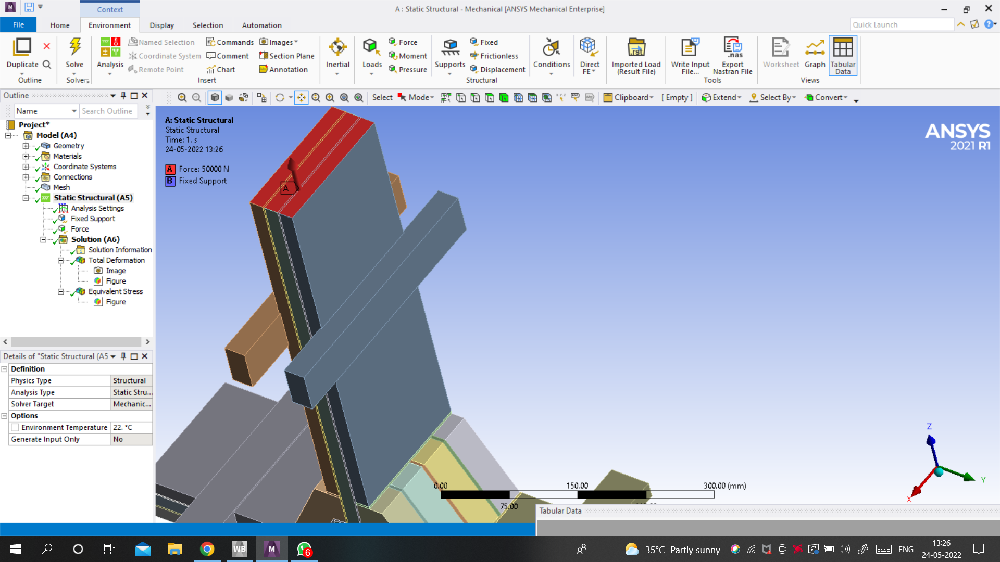 Context
A : Static Structural - Mechanical [ANSYS Mechanical Enterprise]
File
Home
Environment
Display
Selection
Automation
Quick Launch
Duplicate
Outline
Solve
Solver
Analysis
Named Selection
Coordinate System
Remote Point
Commands
Comment
Chart
Images
Section Plane
Annotation
Insert
Inertial
Loads
Force
Moment
Pressure
Supports
Fixed
Frictionless
Displacement
Structural
Conditions
Direct
FE
Imported Load
(Result File)
Write Input
File...
Export
Nastran File
Tools
Worksheet
Graph
Tabular
Data
Views
Outline
Select
Mode
Clipboard
[ Empty ]
Extend
Select By
Convert
Name
Search Outline
Project*
Model (A4)
Geometry
Materials
Coordinate Systems
Connections
Mesh
Static Structural (A5)
Analysis Settings
Fixed Support
Force
Solution (A6)
Solution Information
Total Deformation
Image
Figure
Equivalent Stress
Figure
Details of "Static Structural (A5
Definition
Physics Type Structural
Analysis Type Static Stru...
Solver Target Mechanic...
Options
Environment Temperature 22. °C
Generate Input Only No
A: Static Structural
Static Structural
Time: 1. s
24-05-2022 13:26
A Force: 50000 N
B Fixed Support
A
ANSYS
2021 R1
Z
Y
X
0.00 150.00 300.00 (mm)
75.00
Tabular Data
WB
M
6
35°C Partly sunny
ENG
13:26
24-05-2022